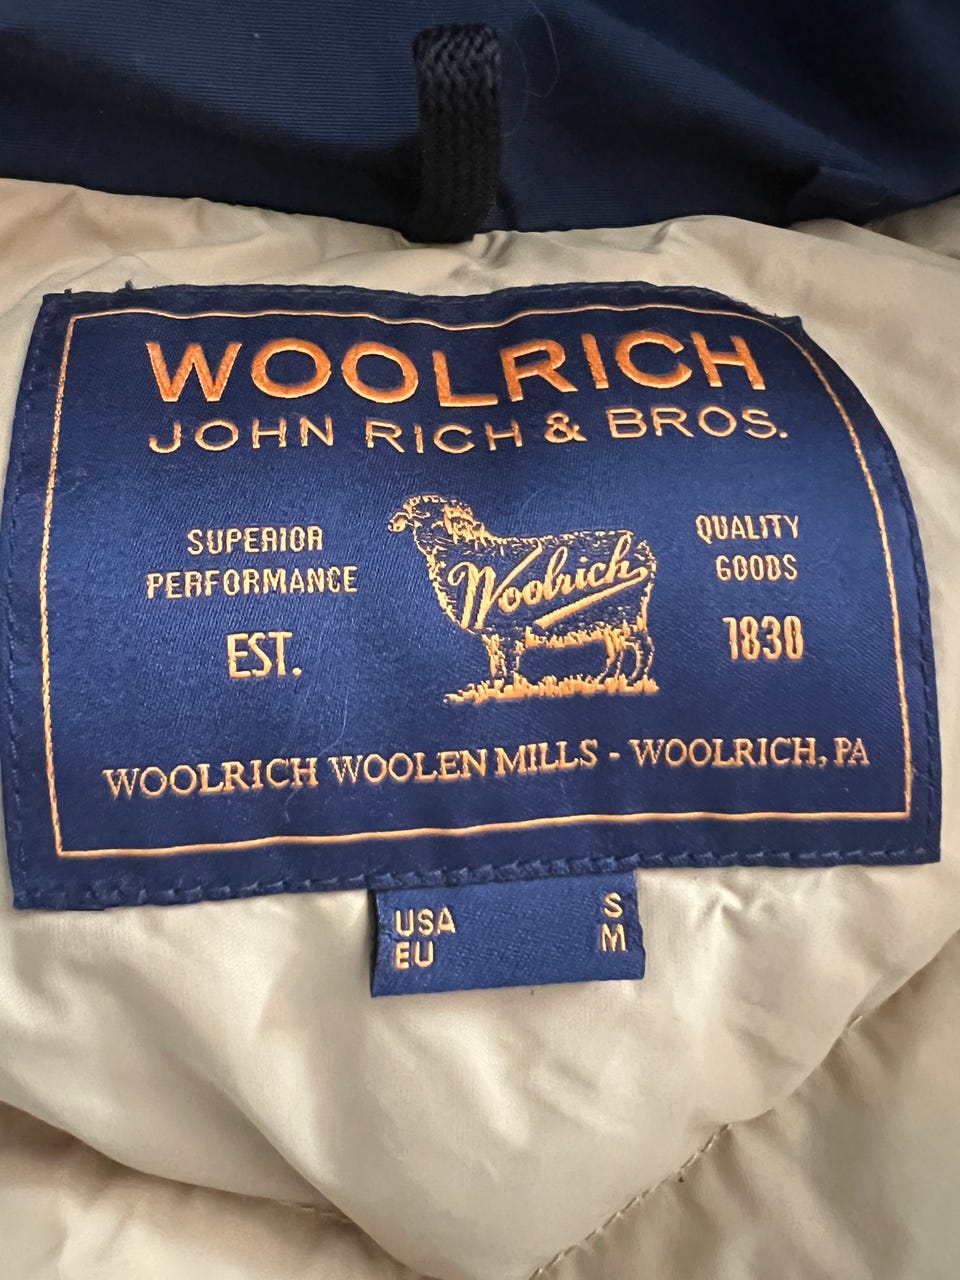 WOOLRICH
JOHN RICH & BROS.
SUPERIOR
PERFORMANCE
EST.
Woolrich
QUALITY
GOODS
1830
WOOLRICH WOOLEN MILLS - WOOLRICH, PA
USA S
EU M